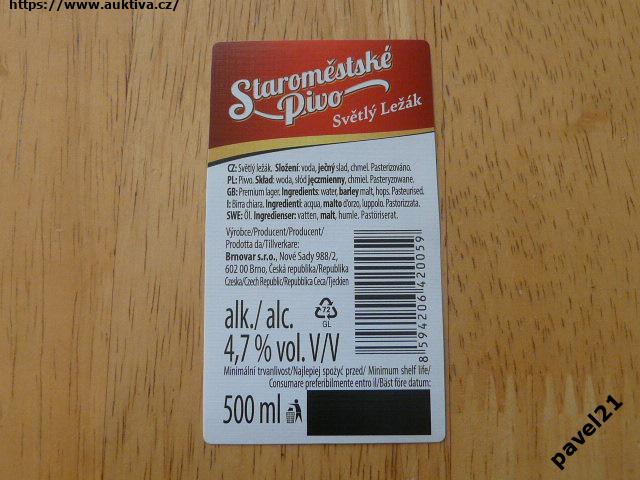 https://www.auktiva.cz/
Staroměstské
Pivo
Světlý Ležák
CZ: Světlý ležák. Složení: voda, ječný slad, chmel. Pasterizováno.
PL: Piwo. Skład: woda, słód jęczmienny, chmiel. Pasteryzowane.
GB: Premium lager. Ingredients: water, barley malt, hops. Pasteurised.
I: Birra chiara. Ingredienti: acqua, malto d'orzo, luppolo. Pastorizzata.
SWE: Öl. Ingredienser: vatten, malt, humle. Pastöriserat.
Výrobce/Producent/Producent/
Prodotta da/Tillverkare:
Brnovar s.r.o., Nové Sady 988/2,
602 00 Brno, Česká republika/Republika
Czeska/Czech Republic/Repubblica Ceca/Tjeckien
8 594206 420059
alk./ alc.
4,7 % vol. V/V
72
GL
Minimální trvanlivost/Najlepiej spożyć przed/ Minimum shelf life/
Consumare preferibilmente entro il/Bäst före datum:
500 ml
pavel21